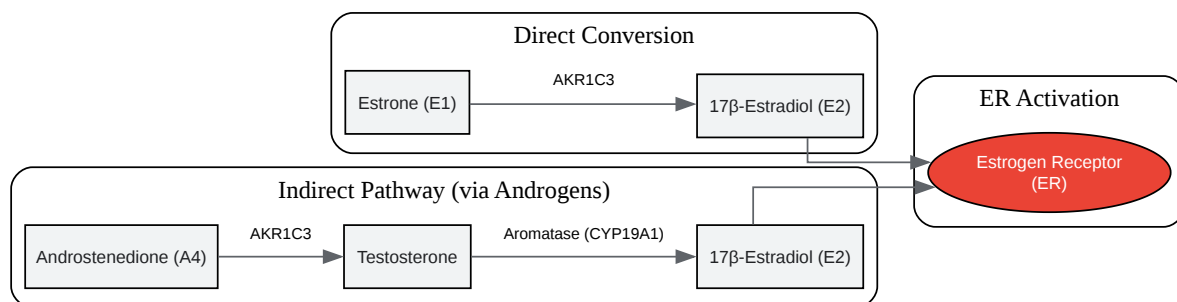 Direct Conversion
AKR1C3
Estrone (E1)
17β-Estradiol (E2)
ER Activation
Estrogen Receptor
(ER)
Indirect Pathway (via Androgens)
AKR1C3
Aromatase (CYP19A1)
Androstenedione (A4)
Testosterone
17β-Estradiol (E2)